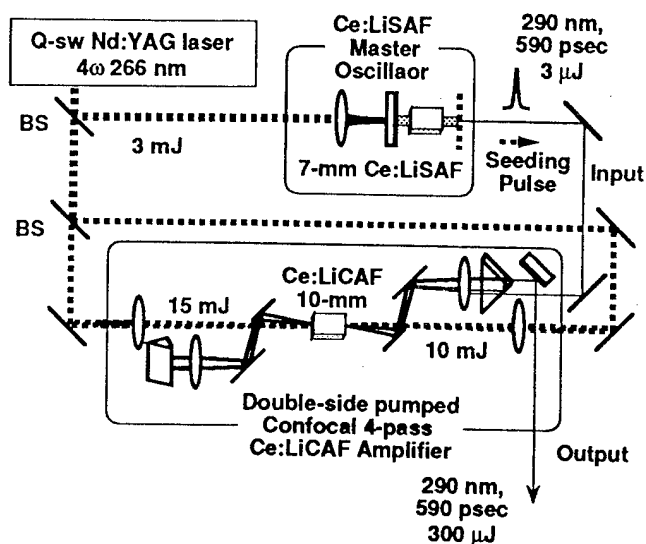 Q-sw Nd:YAG laser
4ω 266 nm
Ce:LiSAF
Master
Oscillaor
290 nm,
590 psec
3 μJ
BS
3 mJ
7-mm Ce:LiSAF
Seeding
Pulse
Input
BS
Ce:LiCAF
10-mm
15 mJ
10 mJ
Double-side pumped
Confocal 4-pass
Ce:LiCAF Amplifier
Output
290 nm,
590 psec
300 μJ